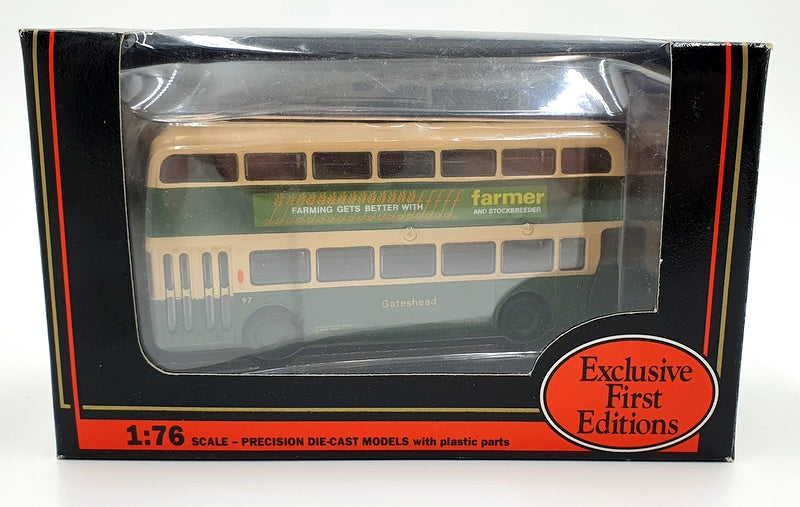 FARMING GETS BETTER WITH
farmer
AND STOCKBREEDER
97
Gateshead
Exclusive
First
Editions
1:76 SCALE – PRECISION DIE-CAST MODELS with plastic parts